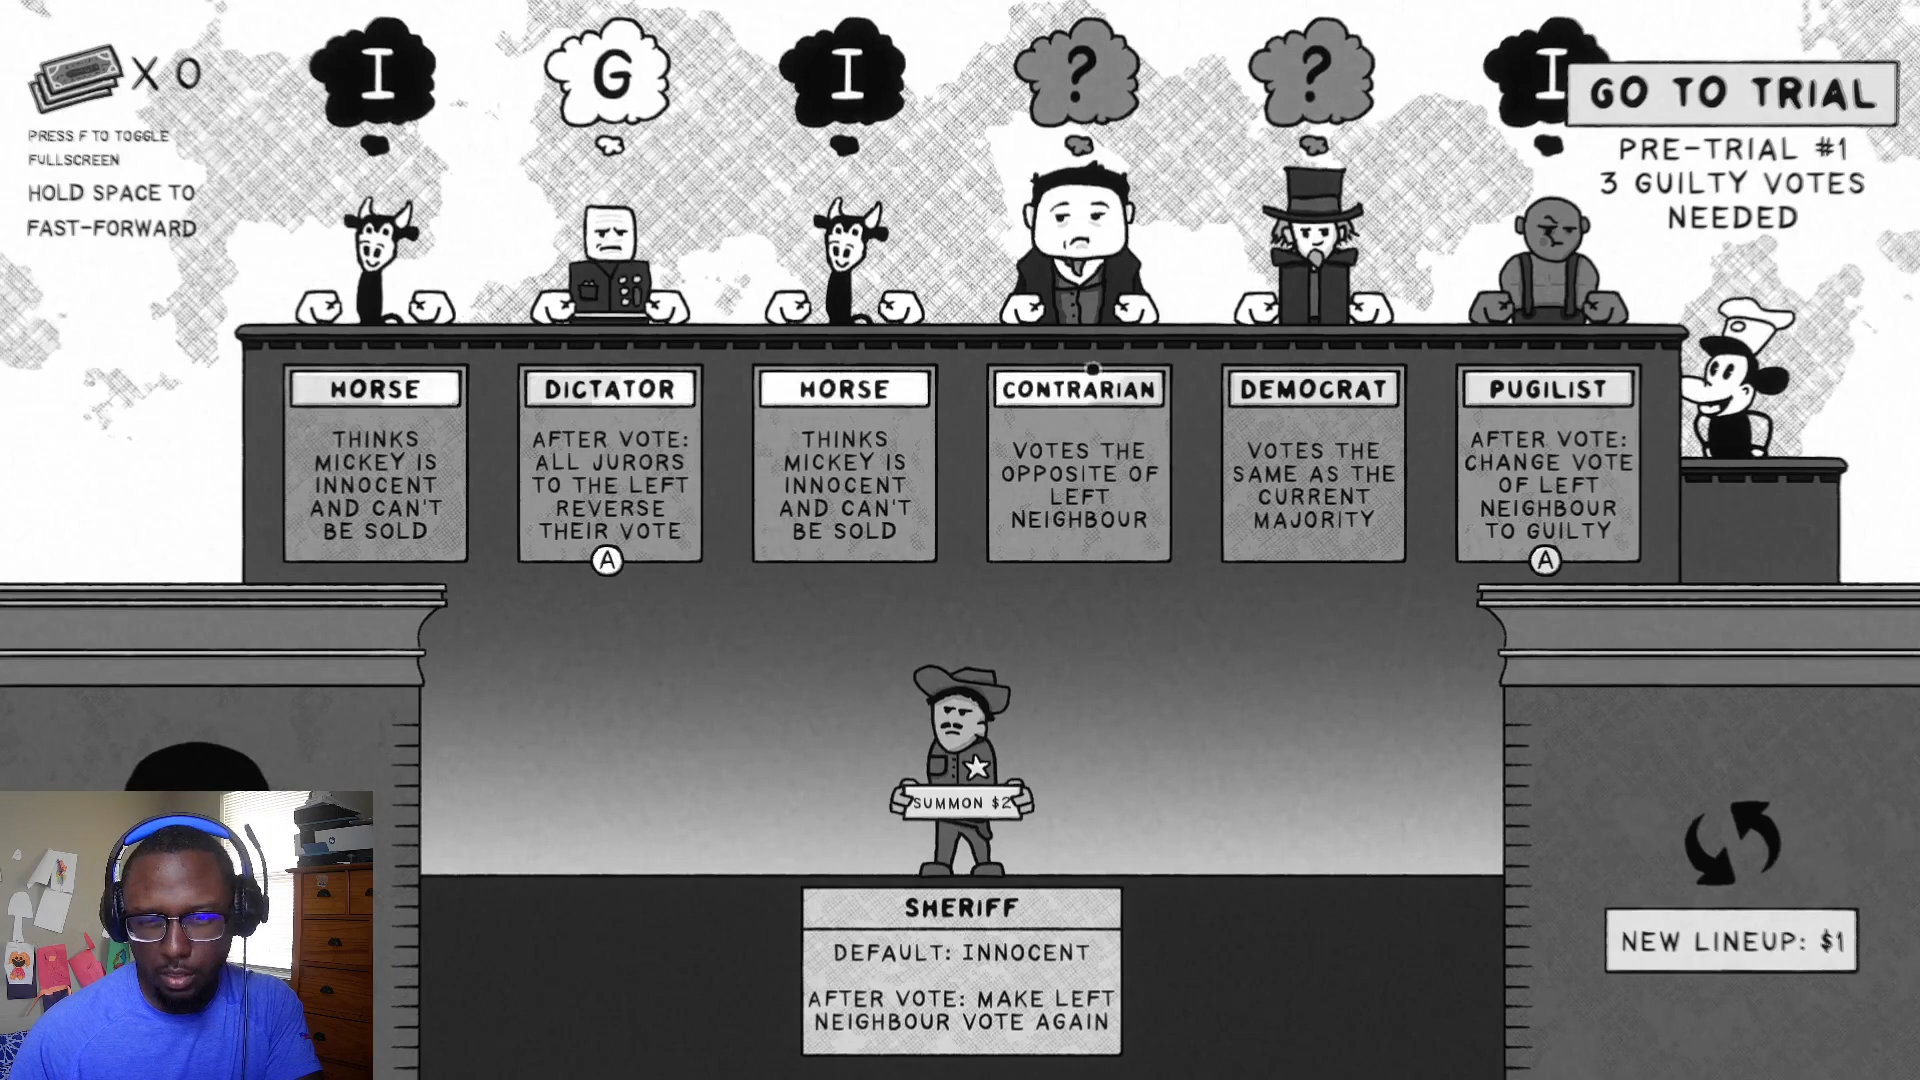 X 0
PRESS F TO TOGGLE
FULLSCREEN
HOLD SPACE TO
FAST-FORWARD
I
G
I
?
?
I
GO TO TRIAL
PRE-TRIAL #1
3 GUILTY VOTES
NEEDED
HORSE
THINKS
MICKEY IS
INNOCENT
AND CAN'T
BE SOLD
DICTATOR
AFTER VOTE:
ALL JURORS
TO THE LEFT
REVERSE
THEIR VOTE
A
HORSE
THINKS
MICKEY IS
INNOCENT
AND CAN'T
BE SOLD
CONTRARIAN
VOTES THE
OPPOSITE OF
LEFT
NEIGHBOUR
DEMOCRAT
VOTES THE
SAME AS THE
CURRENT
MAJORITY
PUGILIST
AFTER VOTE:
CHANGE VOTE
OF LEFT
NEIGHBOUR
TO GUILTY
A
SUMMON $2
SHERIFF
DEFAULT: INNOCENT
AFTER VOTE: MAKE LEFT
NEIGHBOUR VOTE AGAIN
NEW LINEUP: $1